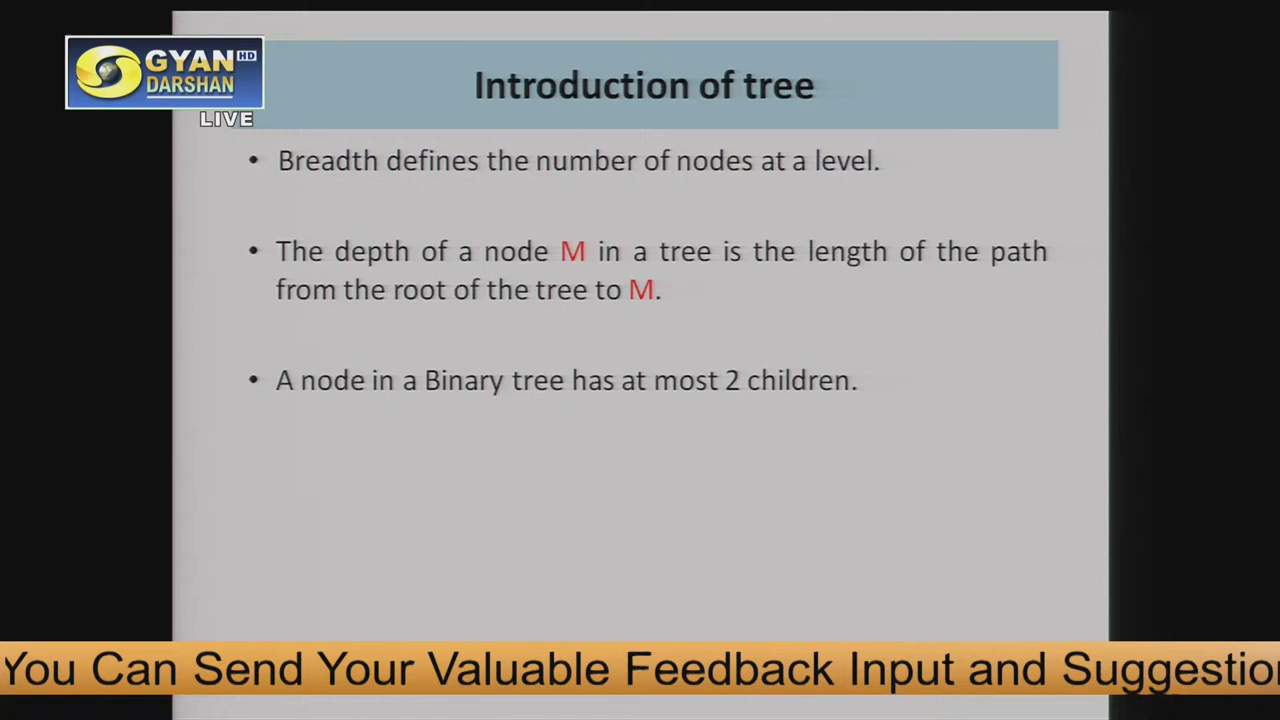 GYAN HD
DARSHAN
LIVE
Introduction of tree
• Breadth defines the number of nodes at a level.
• The depth of a node M in a tree is the length of the path
from the root of the tree to M.
• A node in a Binary tree has at most 2 children.
You Can Send Your Valuable Feedback Input and Suggestion